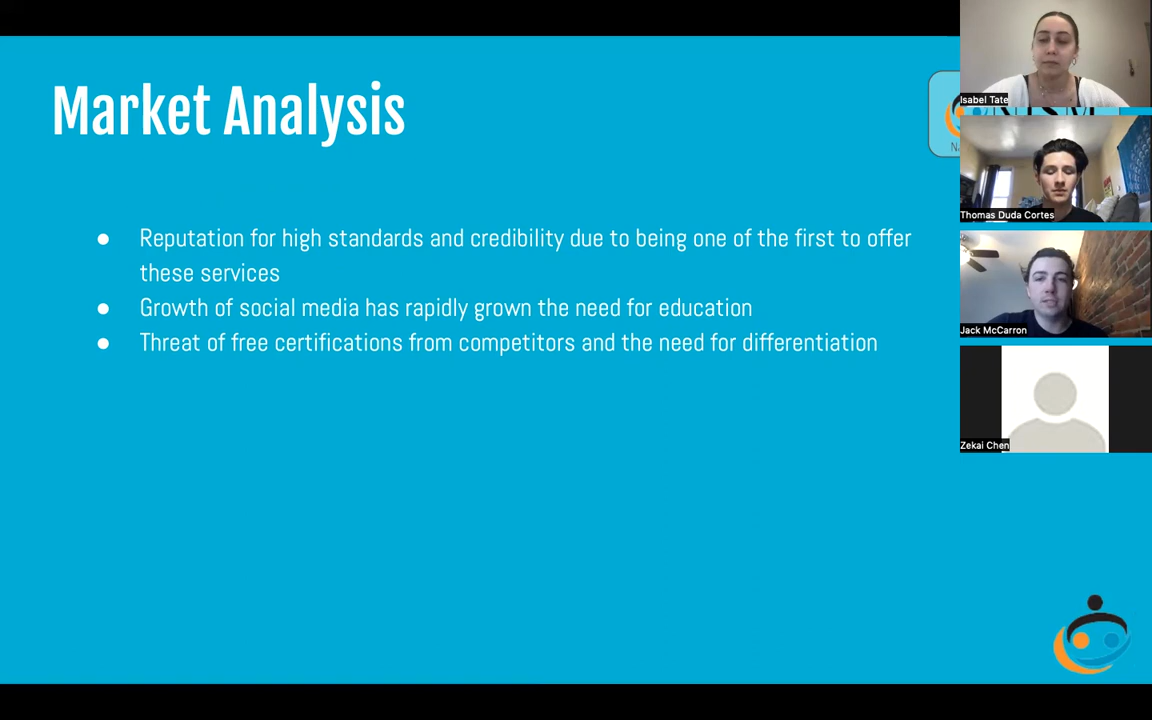 Market Analysis
● Reputation for high standards and credibility due to being one of the first to offer
these services
● Growth of social media has rapidly grown the need for education
● Threat of free certifications from competitors and the need for differentiation
Isabel Tate
Thomas Duda Cortes
Jack McCarron
Zekai Chen